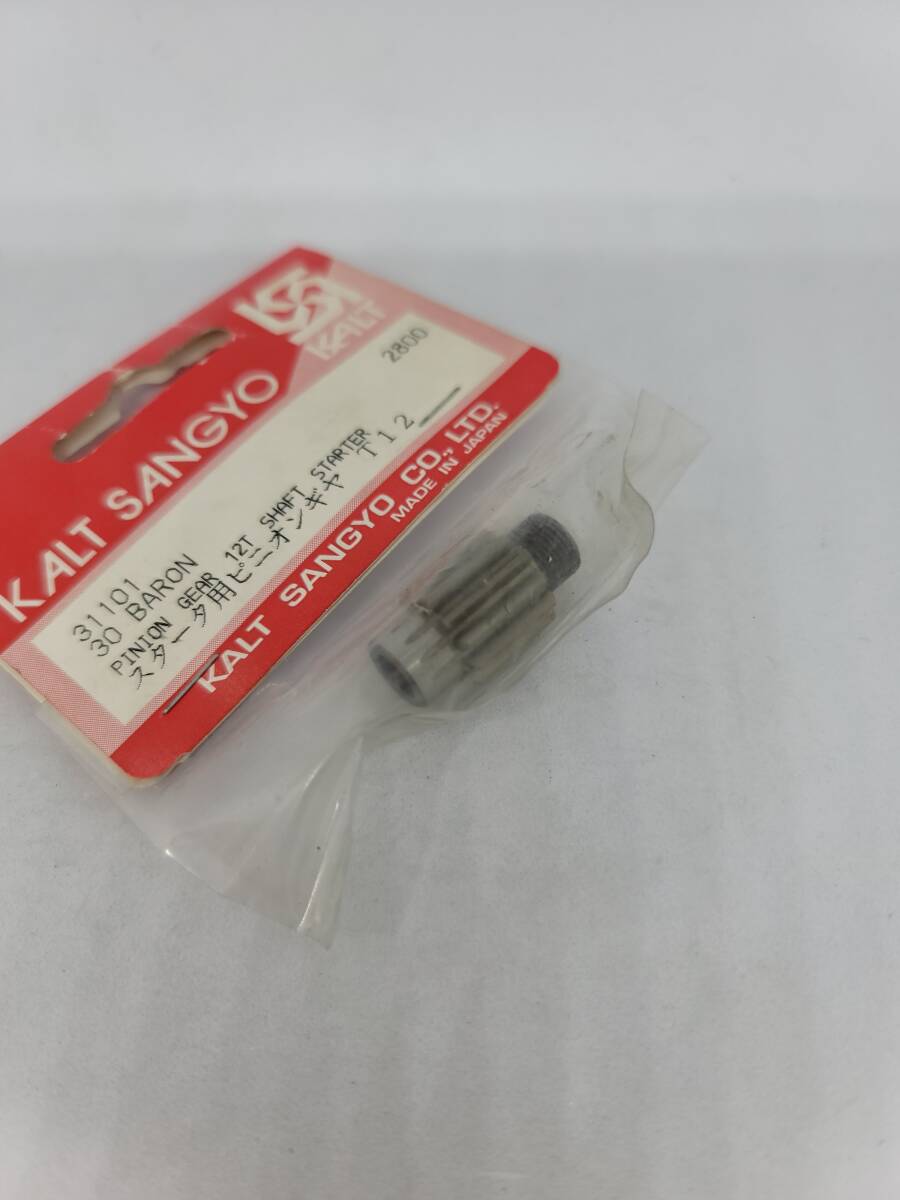 KALT
KALT SANGYO
2800
31101
30 BARON
PINION GEAR 12T SHAFT STARTER
スタータ用ピニオンギヤ T12
KALT SANGYO CO., LTD.
MADE IN JAPAN